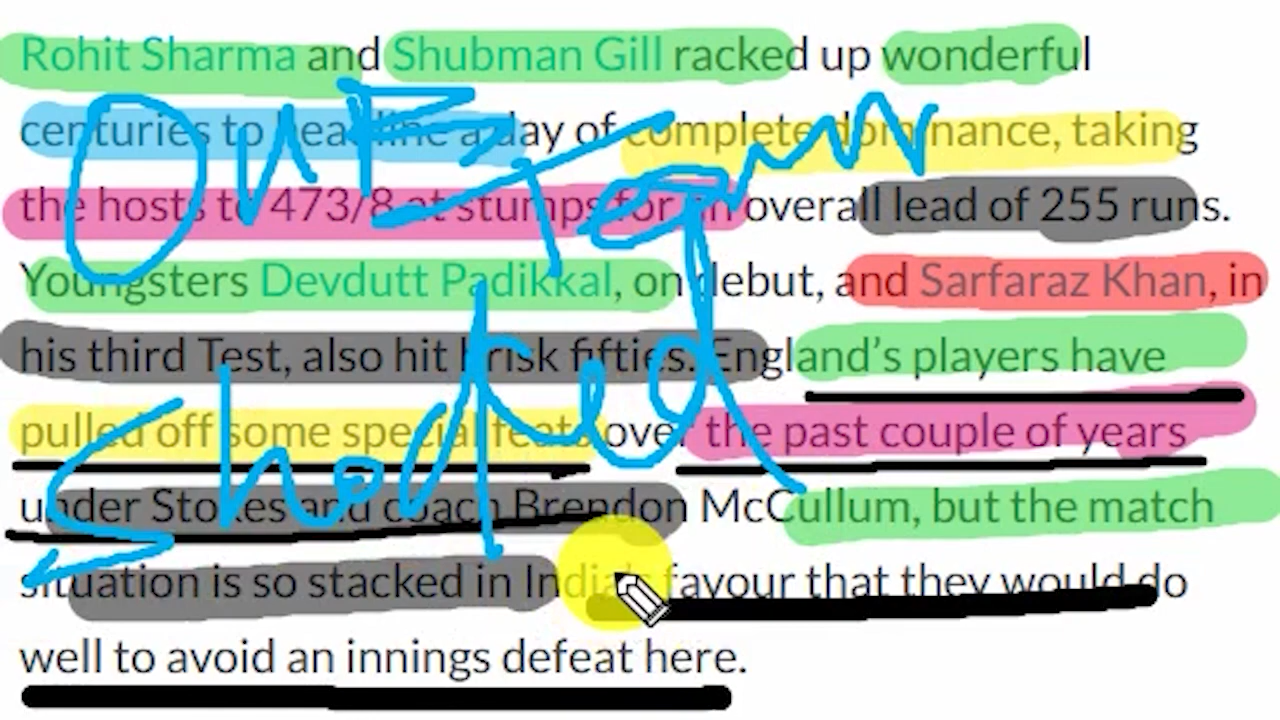 Rohit Sharma and Shubman Gill racked up wonderful
centuries to headline a day of complete dominance, taking
the hosts to 473/8 at stumps for an overall lead of 255 runs.
Youngsters Devdutt Padikkal, on debut, and Sarfaraz Khan, in
his third Test, also hit brisk fifties. England’s players have
pulled off some special feats over the past couple of years
under Stokes and coach Brendon McCullum, but the match
situation is so stacked in India's favour that they would do
well to avoid an innings defeat here.
One Team